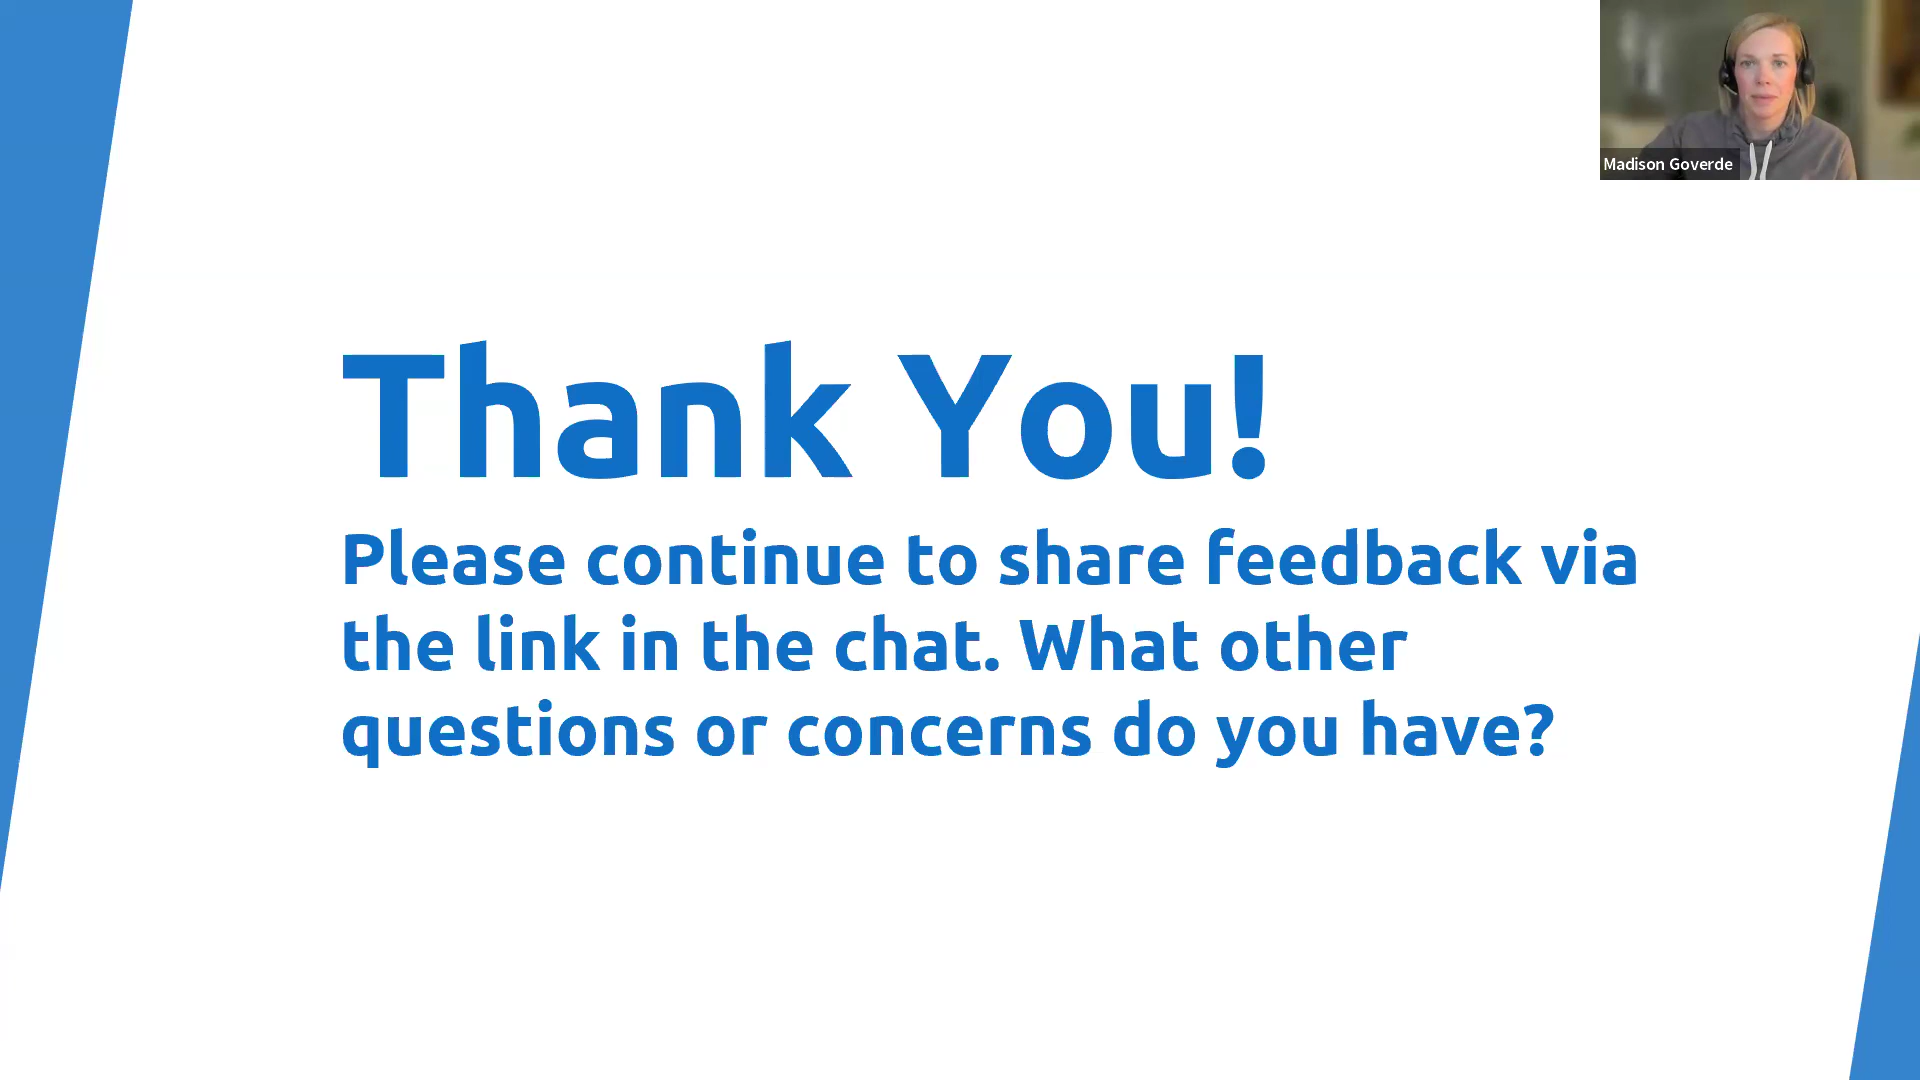 Madison Goverde
Thank You!
Please continue to share feedback via
the link in the chat. What other
questions or concerns do you have?